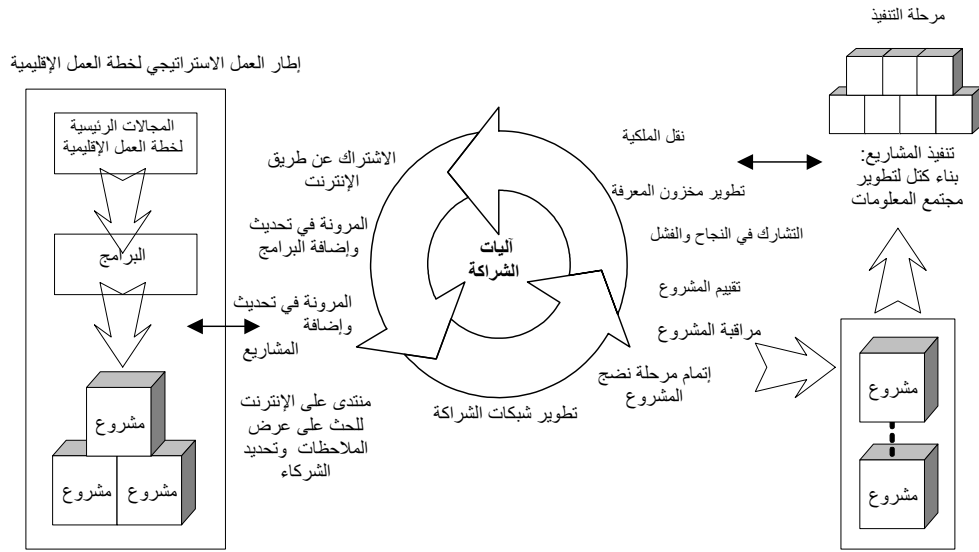 مرحلة التنفيذ
إطار العمل الاستراتيجي لخطة العمل الإقليمية
المجالات الرئيسية
لخطة العمل الإقليمية
البرامج
مشروع
مشروع
مشروع
الاشتراك عن طريق
الإنترنت
المرونة في تحديث
وإضافة البرامج
المرونة في تحديث
وإضافة
المشاريع
منتدى على الإنترنت
للحث على عرض
الملاحظات وتحديد
الشركاء
آليات
الشراكة
تطوير شبكات الشراكة
نقل الملكية
تطوير مخزون المعرفة
التشارك في النجاح والفشل
تقييم المشروع
مراقبة المشروع
إتمام مرحلة نضج
المشروع
تنفيذ المشاريع:
بناء كتل لتطوير
مجتمع المعلومات
مشروع
مشروع